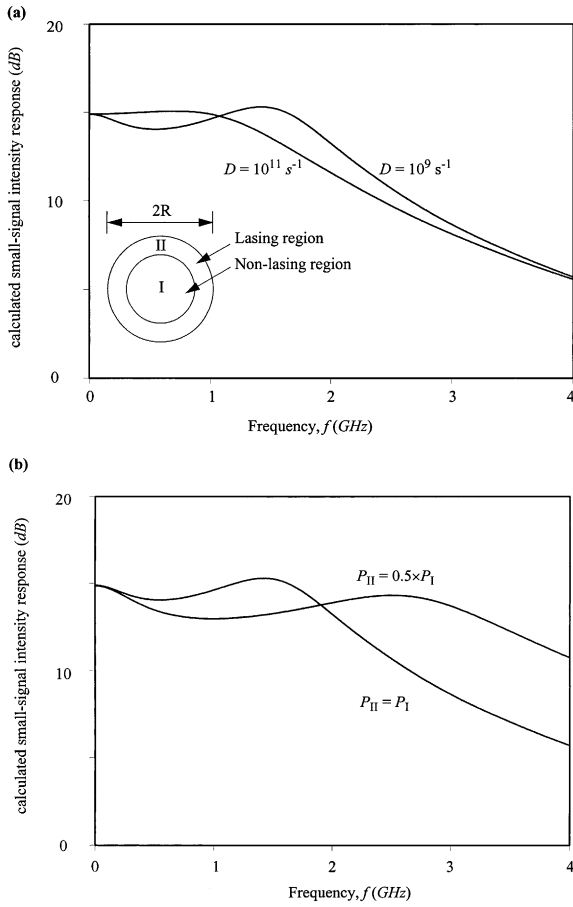 (a)
calculated small-signal intensity response (dB)
20
10
0
D = 10¹¹ s⁻¹
D = 10⁹ s⁻¹
2R
II
I
Lasing region
Non-lasing region
0 1 2 3 4
Frequency, f (GHz)
(b)
calculated small-signal intensity response (dB)
20
10
0
P_II = 0.5×P_I
P_II = P_I
0 1 2 3 4
Frequency, f (GHz)